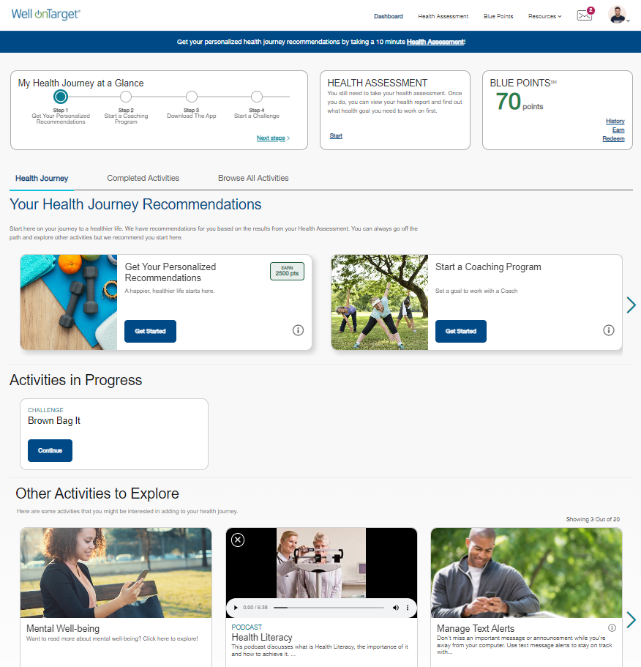 Well onTarget®
Dashboard
Health Assessment
Blue Points
Resources
2
Get your personalized health journey recommendations by taking a 10 minute Health Assessment!
My Health Journey at a Glance
Step 1
Get Your Personalized
Recommendations
Step 2
Start a Coaching
Program
Step 3
Download The App
Step 4
Start a Challenge
Next steps >
HEALTH ASSESSMENT
You still need to take your health assessment. Once
you do, you can view your health report and find out
what health goal you need to work on first.
Start
BLUE POINTS℠
70 points
History
Earn
Redeem
Health Journey
Completed Activities
Browse All Activities
Your Health Journey Recommendations
Start here on your journey to a healthier life. We have recommendations for you based on the results from your Health Assessment. You can always go off the
path and explore other activities but we recommend you start here.
Get Your Personalized
Recommendations
EARN
2500 pts
A happier, healthier life starts here.
Get Started
Start a Coaching Program
Set a goal to work with a Coach
Get Started
Activities in Progress
CHALLENGE
Brown Bag It
Continue
Other Activities to Explore
Here are some activities that you might be interested in adding to your health journey.
Showing 3 Out of 20
Mental Well-being
Want to read more about mental well-being? Click here to explore!
0:00 / 6:38
PODCAST
Health Literacy
This podcast discusses what is Health Literacy, the importance of it
and how to achieve it. ...
Manage Text Alerts
Don't miss an important message or announcement while you're
away from your computer. Use text message alerts to stay on track
with...